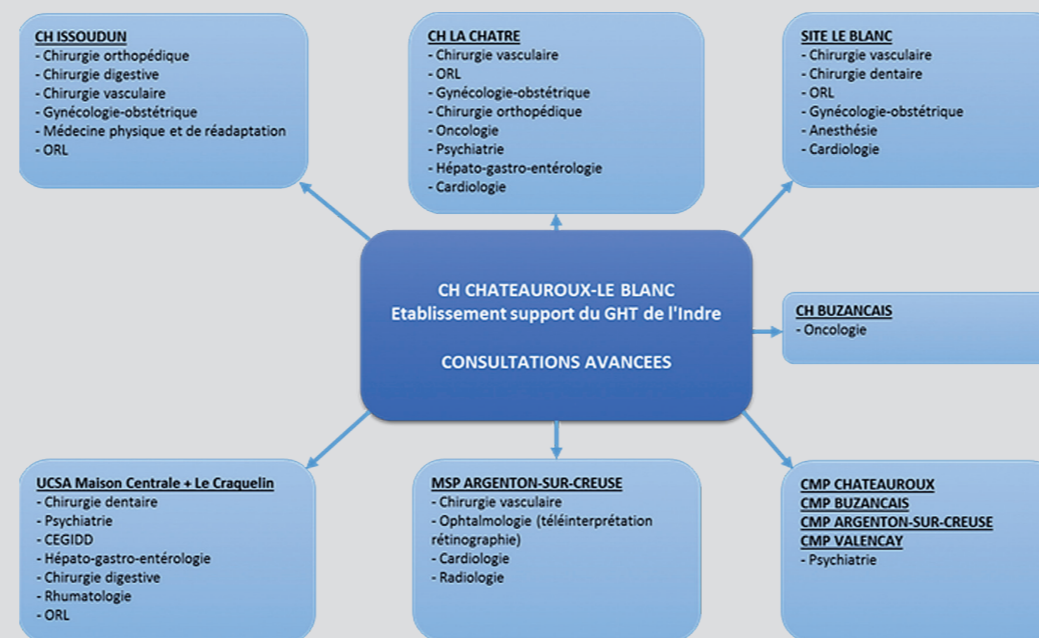 CH ISSOUDUN
- Chirurgie orthopédique
- Chirurgie digestive
- Chirurgie vasculaire
- Gynécologie-obstétrique
- Médecine physique et de réadaptation
- ORL
CH LA CHATRE
- Chirurgie vasculaire
- ORL
- Gynécologie-obstétrique
- Chirurgie orthopédique
- Oncologie
- Psychiatrie
- Hépato-gastro-entérologie
- Cardiologie
SITE LE BLANC
- Chirurgie vasculaire
- Chirurgie dentaire
- ORL
- Gynécologie-obstétrique
- Anesthésie
- Cardiologie
CH CHATEAUROUX-LE BLANC
Etablissement support du GHT de l'Indre
CONSULTATIONS AVANCEES
CH BUZANCAIS
- Oncologie
UCSA Maison Centrale + Le Craquelin
- Chirurgie dentaire
- Psychiatrie
- CEGIDD
- Hépato-gastro-entérologie
- Chirurgie digestive
- Rhumatologie
- ORL
MSP ARGENTON-SUR-CREUSE
- Chirurgie vasculaire
- Ophtalmologie (téléinterprétation
rétinographie)
- Cardiologie
- Radiologie
CMP CHATEAUROUX
CMP BUZANCAIS
CMP ARGENTON-SUR-CREUSE
CMP VALENCAY
- Psychiatrie